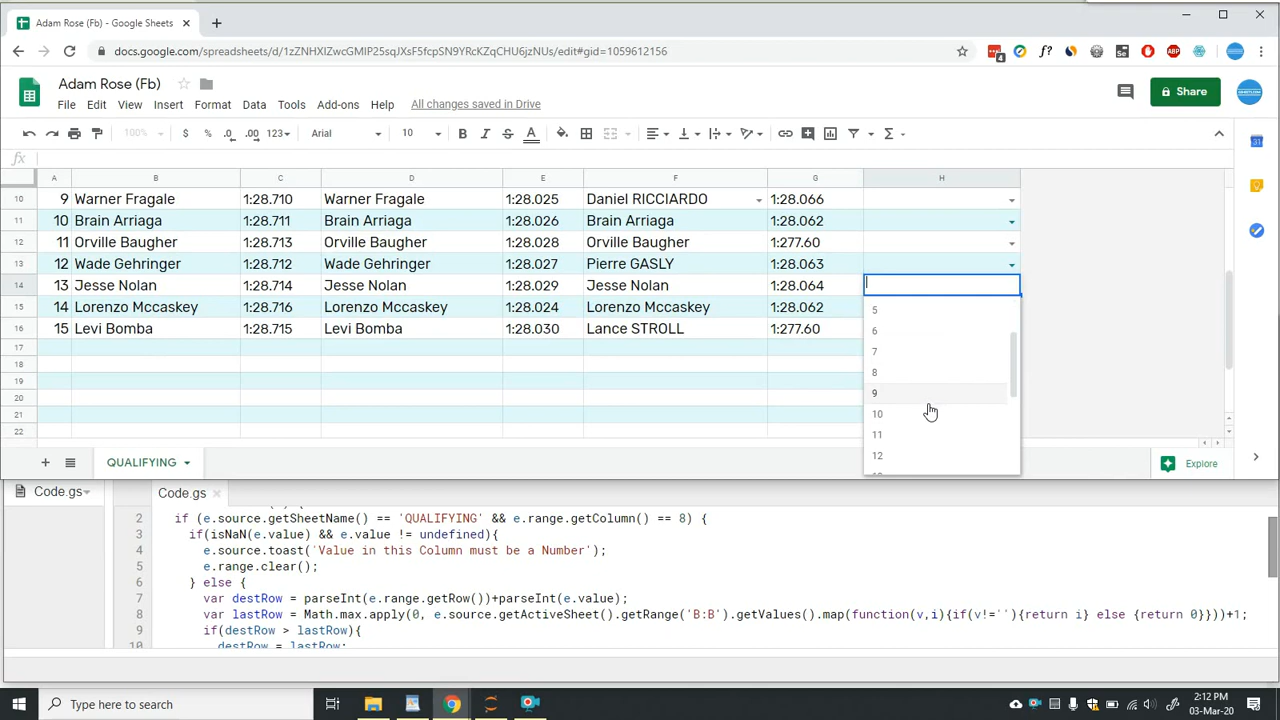 Adam Rose (Fb) - Google Sheets
docs.google.com/spreadsheets/d/1zZNHXIZwcGMIP25sqJXsF5fcpSN9YRcKZqCHU6jzNUs/edit#gid=1059612156
4
f?
ABP
Adam Rose (Fb)
File Edit View Insert Format Data Tools Add-ons Help All changes saved in Drive
Share
100% $ % .0 .00 123 Arial 10 B I S A Σ
31
fx
A B C D E F G H
10 9 Warner Fragale 1:28.710 Warner Fragale 1:28.025 Daniel RICCIARDO 1:28.066
11 10 Brain Arriaga 1:28.711 Brain Arriaga 1:28.026 Brain Arriaga 1:28.062
12 11 Orville Baugher 1:28.713 Orville Baugher 1:28.028 Orville Baugher 1:277.60
13 12 Wade Gehringer 1:28.712 Wade Gehringer 1:28.027 Pierre GASLY 1:28.063
14 13 Jesse Nolan 1:28.714 Jesse Nolan 1:28.029 Jesse Nolan 1:28.064
15 14 Lorenzo Mccaskey 1:28.716 Lorenzo Mccaskey 1:28.024 Lorenzo Mccaskey 1:28.062
16 15 Levi Bomba 1:28.715 Levi Bomba 1:28.030 Lance STROLL 1:277.60
17
18
19
20
21
22
5
6
7
8
9
10
11
12
QUALIFYING
Explore
Code.gs
Code.gs
2 if (e.source.getSheetName() == 'QUALIFYING' && e.range.getColumn() == 8) {
3 if(isNaN(e.value) && e.value != undefined){
4 e.source.toast('Value in this Column must be a Number');
5 e.range.clear();
6 } else {
7 var destRow = parseInt(e.range.getRow())+parseInt(e.value);
8 var lastRow = Math.max.apply(0, e.source.getActiveSheet().getRange('B:B').getValues().map(function(v,i){if(v!=''){return i} else {return 0}}))+1;
9 if(destRow > lastRow){
10 destRow = lastRow;
Type here to search
2:12 PM
03-Mar-20